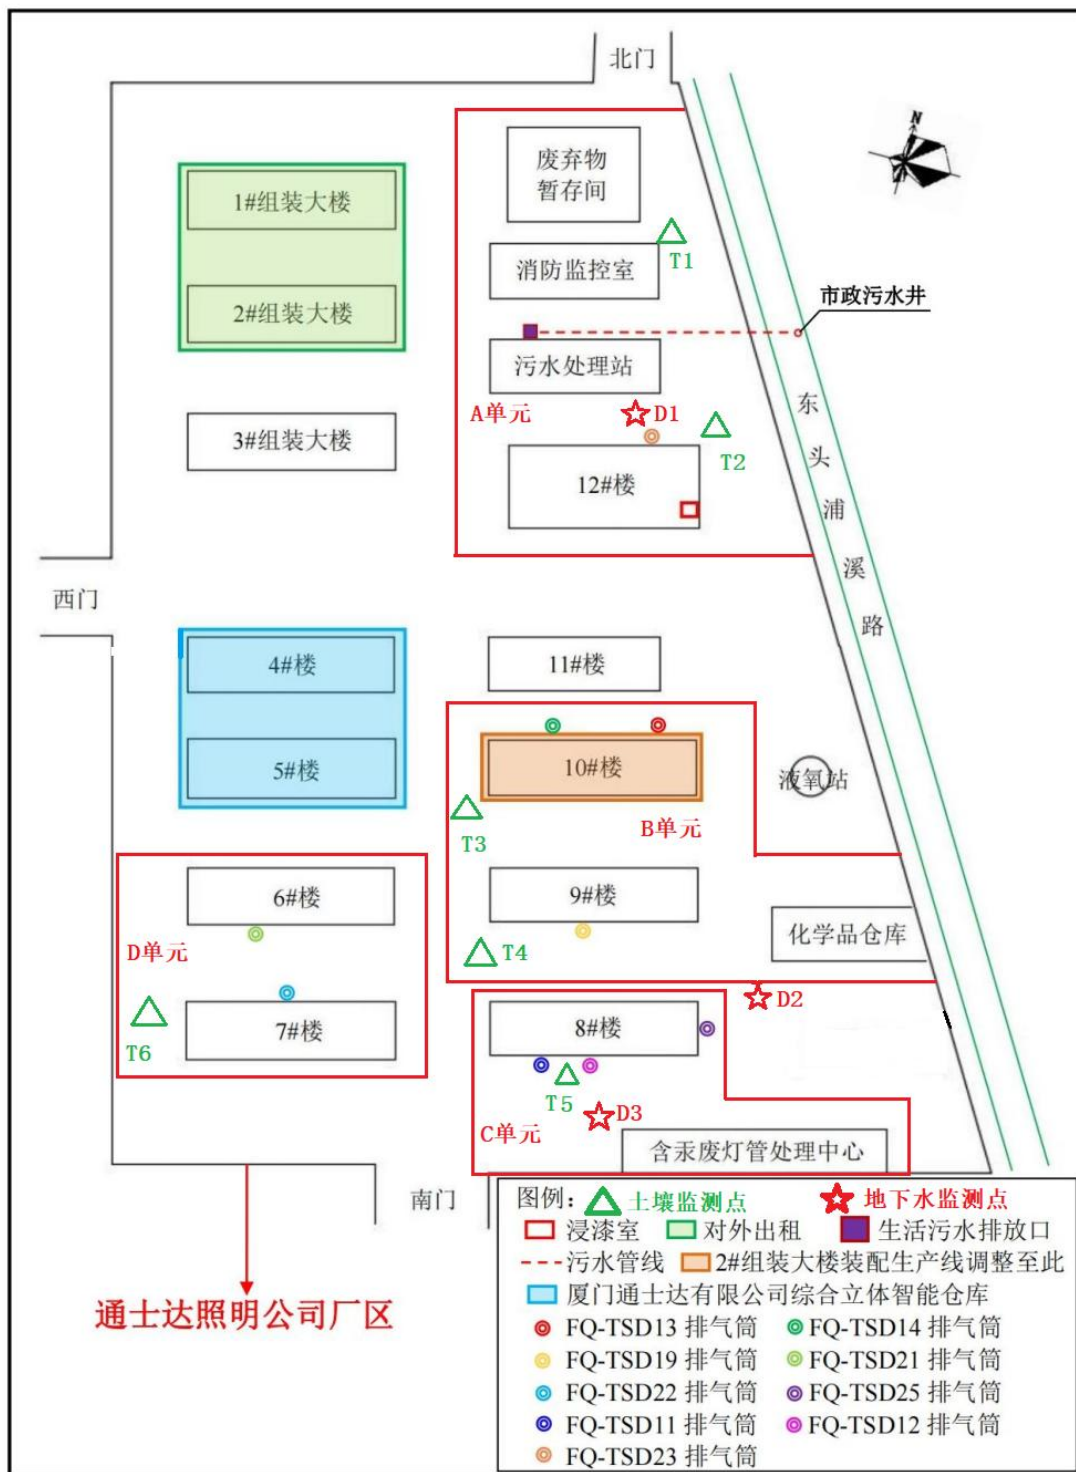 北门
N
废弃物
暂存间
1#组装大楼
T1
消防监控室
市政污水井
2#组装大楼
污水处理站
东头浦溪路
A单元
D1
3#组装大楼
T2
12#楼
西门
4#楼
11#楼
5#楼
10#楼
液氧站
T3
B单元
6#楼
9#楼
化学品仓库
D单元
T4
D2
7#楼
8#楼
T6
T5
D3
C单元
含汞废灯管处理中心
南门
通士达照明公司厂区
图例：
土壤监测点
地下水监测点
浸漆室
对外出租
生活污水排放口
污水管线
2#组装大楼装配生产线调整至此
厦门通士达有限公司综合立体智能仓库
FQ-TSD13 排气筒
FQ-TSD14 排气筒
FQ-TSD19 排气筒
FQ-TSD21 排气筒
FQ-TSD22 排气筒
FQ-TSD25 排气筒
FQ-TSD11 排气筒
FQ-TSD12 排气筒
FQ-TSD23 排气筒